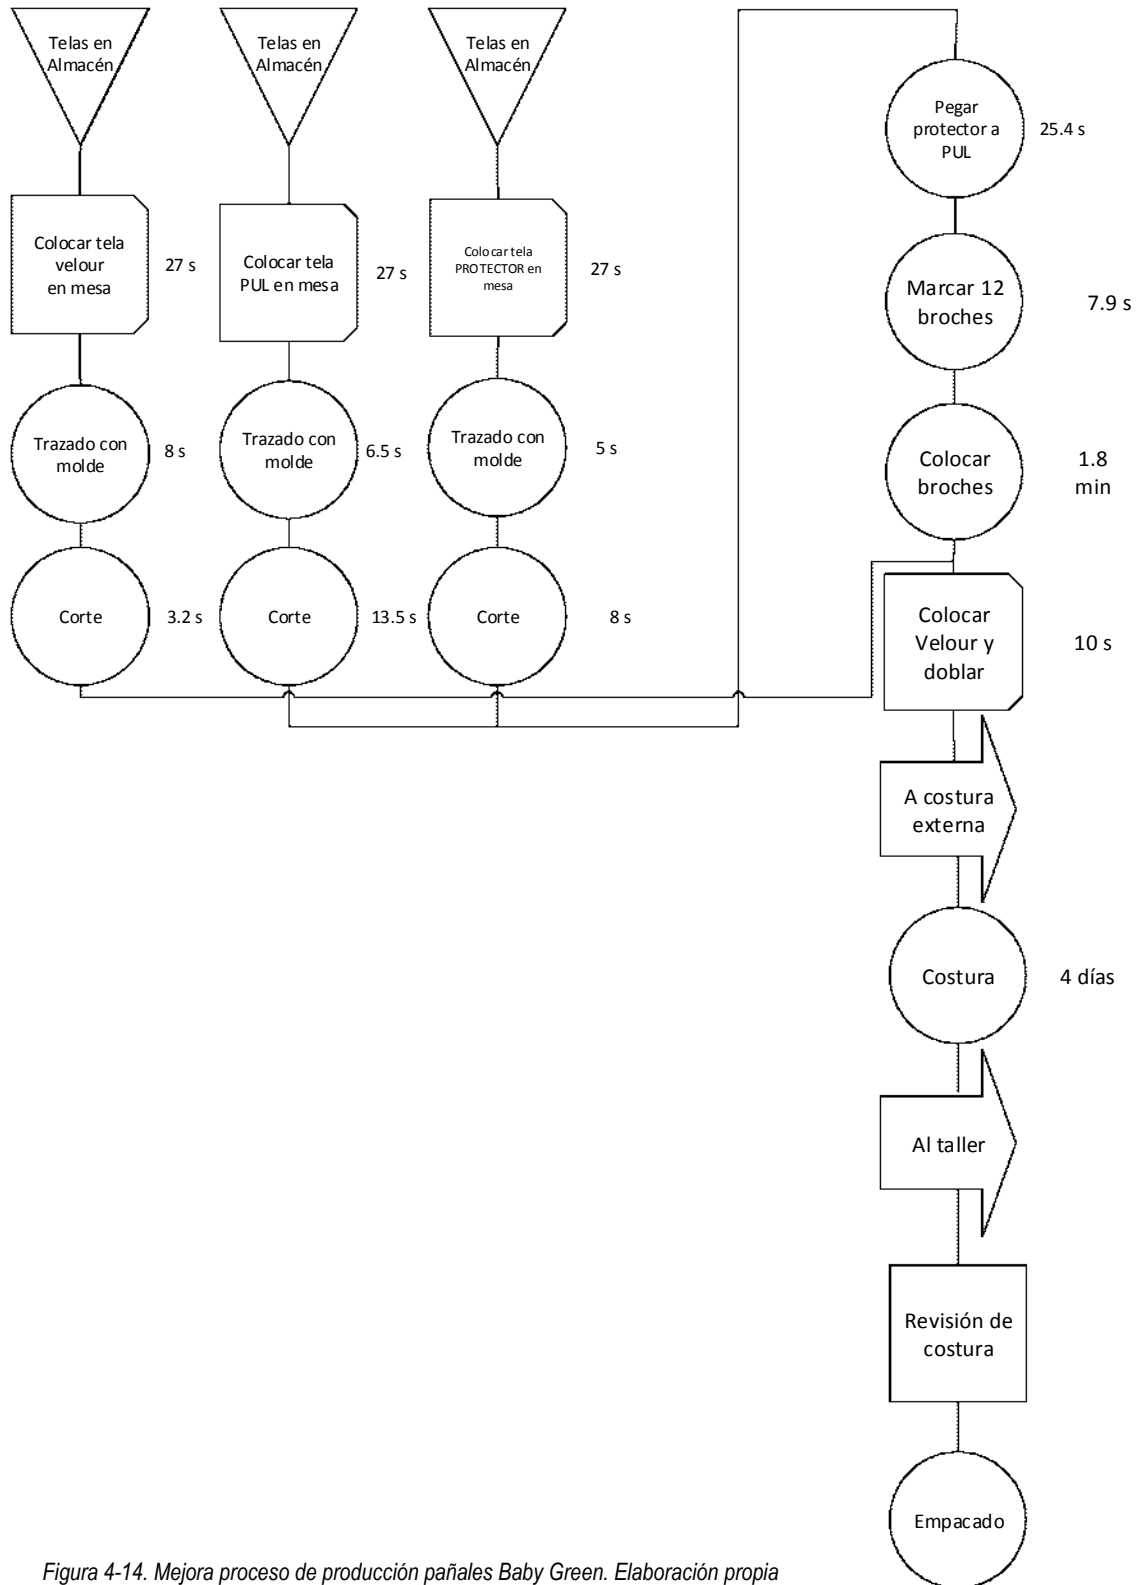 Telas en
Almacén
Colocar tela
velour
en mesa
27 s
Trazado con
molde
8 s
Corte
3.2 s
Telas en
Almacén
Colocar tela
PUL en mesa
27 s
Trazado con
molde
6.5 s
Corte
13.5 s
Telas en
Almacén
Colocar tela
PROTECTOR en
mesa
27 s
Trazado con
molde
5 s
Corte
8 s
Pegar
protector a
PUL
25.4 s
Marcar 12
broches
7.9 s
Colocar
broches
1.8
min
Colocar
Velour y
doblar
10 s
A costura
externa
Costura
4 días
Al taller
Revisión de
costura
Empacado
Figura 4-14. Mejora proceso de producción pañales Baby Green. Elaboración propia